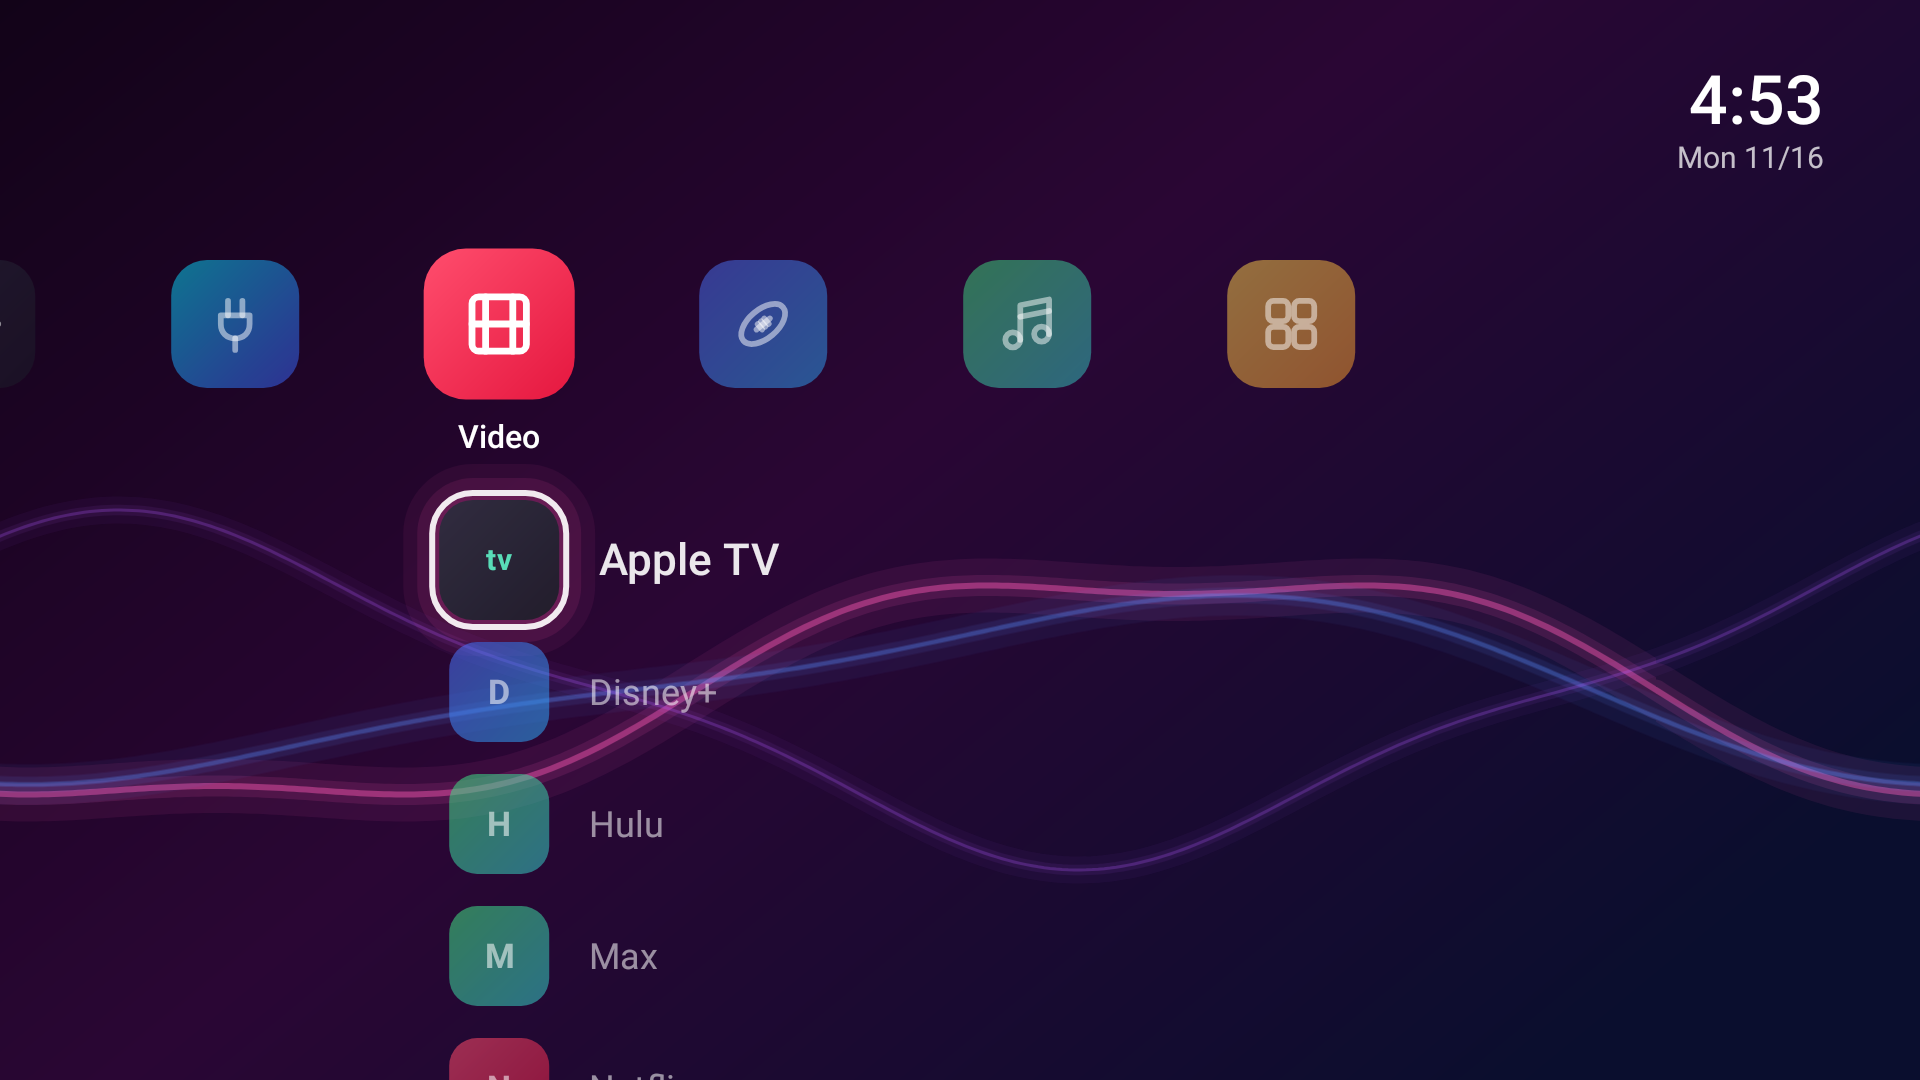 4:53
Mon 11/16
Video
tv Apple TV
D Disney+
H Hulu
M Max